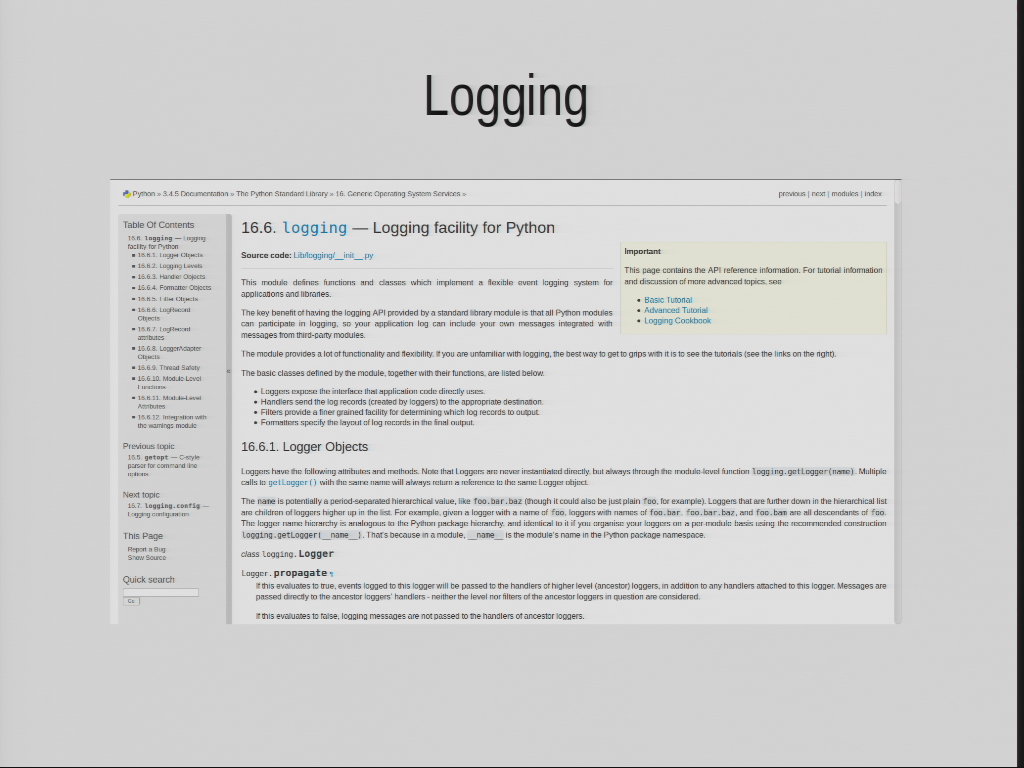 Logging
Python » 3.4.5 Documentation » The Python Standard Library » 16. Generic Operating System Services »
previous | next | modules | index
Table Of Contents
16.6. logging — Logging
facility for Python
16.6.1. Logger Objects
16.6.2. Logging Levels
16.6.3. Handler Objects
16.6.4. Formatter Objects
16.6.5. Filter Objects
16.6.6. LogRecord
Objects
16.6.7. LogRecord
attributes
16.6.8. LoggerAdapter
Objects
16.6.9. Thread Safety
16.6.10. Module-Level
Functions
16.6.11. Module-Level
Attributes
16.6.12. Integration with
the warnings module
Previous topic
16.5. getopt — C-style
parser for command line
options
Next topic
16.7. logging.config —
Logging configuration
This Page
Report a Bug
Show Source
Quick search
Go
«
16.6. logging — Logging facility for Python
Source code: Lib/logging/__init__.py
Important
This page contains the API reference information. For tutorial information
and discussion of more advanced topics, see
• Basic Tutorial
• Advanced Tutorial
• Logging Cookbook
This module defines functions and classes which implement a flexible event logging system for
applications and libraries.
The key benefit of having the logging API provided by a standard library module is that all Python modules
can participate in logging, so your application log can include your own messages integrated with
messages from third-party modules.
The module provides a lot of functionality and flexibility. If you are unfamiliar with logging, the best way to get to grips with it is to see the tutorials (see the links on the right).
The basic classes defined by the module, together with their functions, are listed below.
• Loggers expose the interface that application code directly uses.
• Handlers send the log records (created by loggers) to the appropriate destination.
• Filters provide a finer grained facility for determining which log records to output.
• Formatters specify the layout of log records in the final output.
16.6.1. Logger Objects
Loggers have the following attributes and methods. Note that Loggers are never instantiated directly, but always through the module-level function logging.getLogger(name). Multiple
calls to getLogger() with the same name will always return a reference to the same Logger object.
The name is potentially a period-separated hierarchical value, like foo.bar.baz (though it could also be just plain foo, for example). Loggers that are further down in the hierarchical list
are children of loggers higher up in the list. For example, given a logger with a name of foo, loggers with names of foo.bar, foo.bar.baz, and foo.bam are all descendants of foo.
The logger name hierarchy is analogous to the Python package hierarchy, and identical to it if you organise your loggers on a per-module basis using the recommended construction
logging.getLogger(__name__). That's because in a module, __name__ is the module's name in the Python package namespace.
class logging.Logger
Logger.propagate ¶
If this evaluates to true, events logged to this logger will be passed to the handlers of higher level (ancestor) loggers, in addition to any handlers attached to this logger. Messages are
passed directly to the ancestor loggers' handlers - neither the level nor filters of the ancestor loggers in question are considered.
If this evaluates to false, logging messages are not passed to the handlers of ancestor loggers.